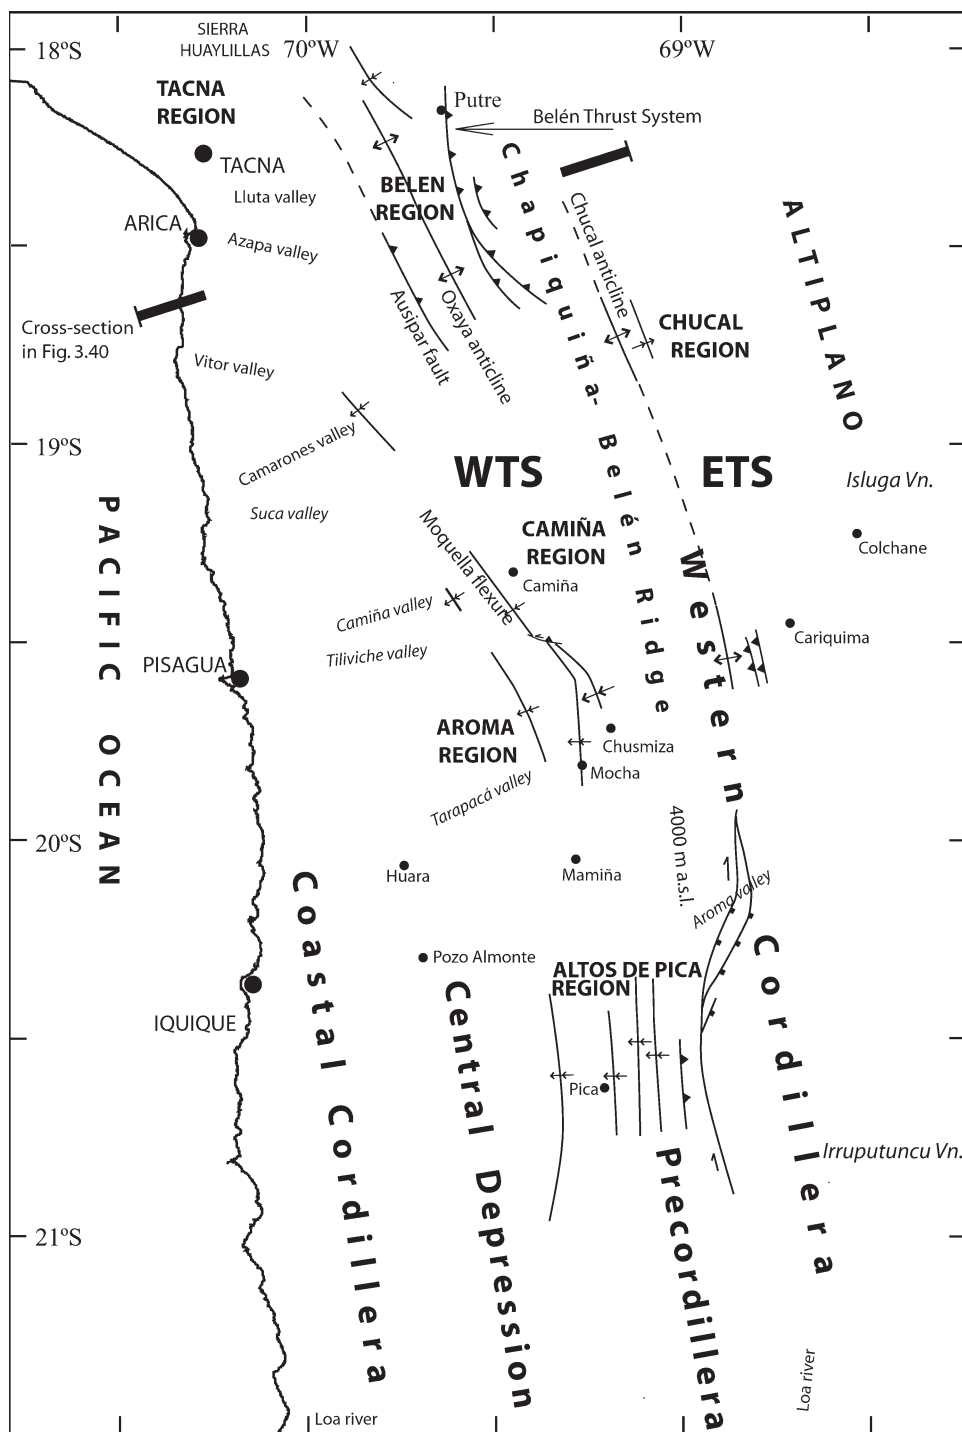 SIERRA
HUAYLILLAS
18ºS
70ºW
69ºW
TACNA
REGION
Putre
Belén Thrust System
TACNA
Lluta valley
BELEN
REGION
ARICA
Azapa valley
Chapiquiña-Belén Ridge
Chucal anticline
ALTIPLANO
Cross-section
in Fig. 3.40
Ausipar fault
Oxaya anticline
CHUCAL
REGION
Vitor valley
19ºS
Camarones valley
WTS
ETS
Isluga Vn.
Suca valley
PACIFIC OCEAN
Moquella flexure
CAMIÑA
REGION
Colchane
Camiña
Camiña valley
Western Cordillera
Cariquima
Tiliviche valley
PISAGUA
AROMA
REGION
Chusmiza
Mocha
Tarapacá valley
4000 m a.s.l.
20ºS
Huara
Mamiña
Aroma valley
Coastal Cordillera
Pozo Almonte
ALTOS DE PICA
REGION
Central Depression
IQUIQUE
Pica
Precordillera
Irruputuncu Vn.
21ºS
Loa river
Loa river